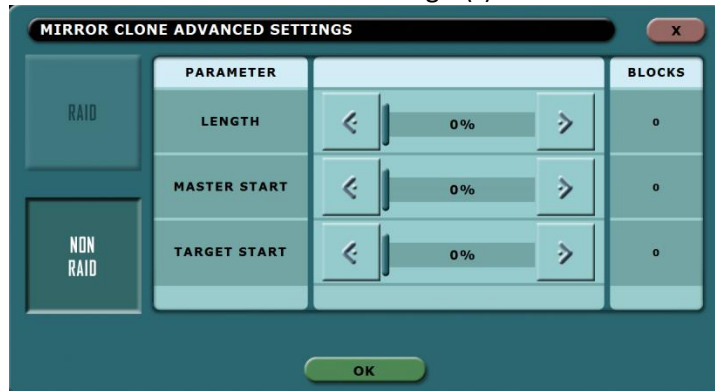 MIRROR CLONE ADVANCED SETTINGS
X
RAID
NON
RAID
PARAMETER
BLOCKS
LENGTH
0%
0
MASTER START
0%
0
TARGET START
0%
0
OK